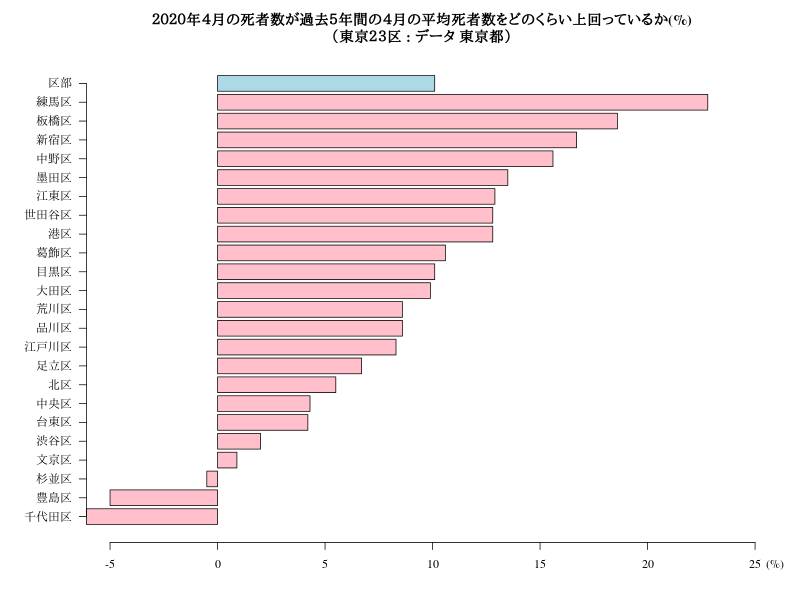 2020年4月の死者数が過去5年間の4月の平均死者数をどのくらい上回っているか(%)
(東京23区 : データ 東京都)
区部
練馬区
板橋区
新宿区
中野区
墨田区
江東区
世田谷区
港区
葛飾区
目黒区
大田区
荒川区
品川区
江戸川区
足立区
北区
中央区
台東区
渋谷区
文京区
杉並区
豊島区
千代田区
-5 0 5 10 15 20 25 (%)